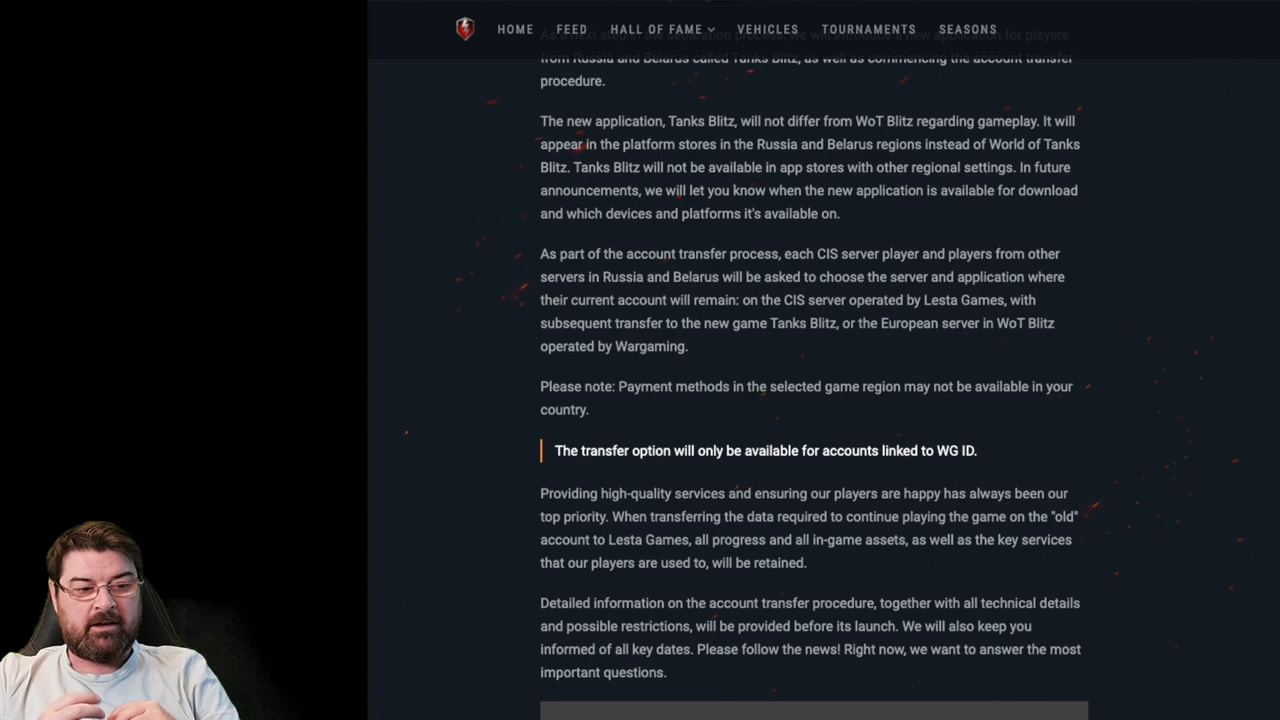 HOME FEED HALL OF FAME VEHICLES TOURNAMENTS SEASONS
As a next step in the separation process, we will introduce a new application for players
from Russia and Belarus called Tanks Blitz, as well as commencing the account transfer
procedure.
The new application, Tanks Blitz, will not differ from WoT Blitz regarding gameplay. It will
appear in the platform stores in the Russia and Belarus regions instead of World of Tanks
Blitz. Tanks Blitz will not be available in app stores with other regional settings. In future
announcements, we will let you know when the new application is available for download
and which devices and platforms it's available on.
As part of the account transfer process, each CIS server player and players from other
servers in Russia and Belarus will be asked to choose the server and application where
their current account will remain: on the CIS server operated by Lesta Games, with
subsequent transfer to the new game Tanks Blitz, or the European server in WoT Blitz
operated by Wargaming.
Please note: Payment methods in the selected game region may not be available in your
country.
The transfer option will only be available for accounts linked to WG ID.
Providing high-quality services and ensuring our players are happy has always been our
top priority. When transferring the data required to continue playing the game on the "old"
account to Lesta Games, all progress and all in-game assets, as well as the key services
that our players are used to, will be retained.
Detailed information on the account transfer procedure, together with all technical details
and possible restrictions, will be provided before its launch. We will also keep you
informed of all key dates. Please follow the news! Right now, we want to answer the most
important questions.